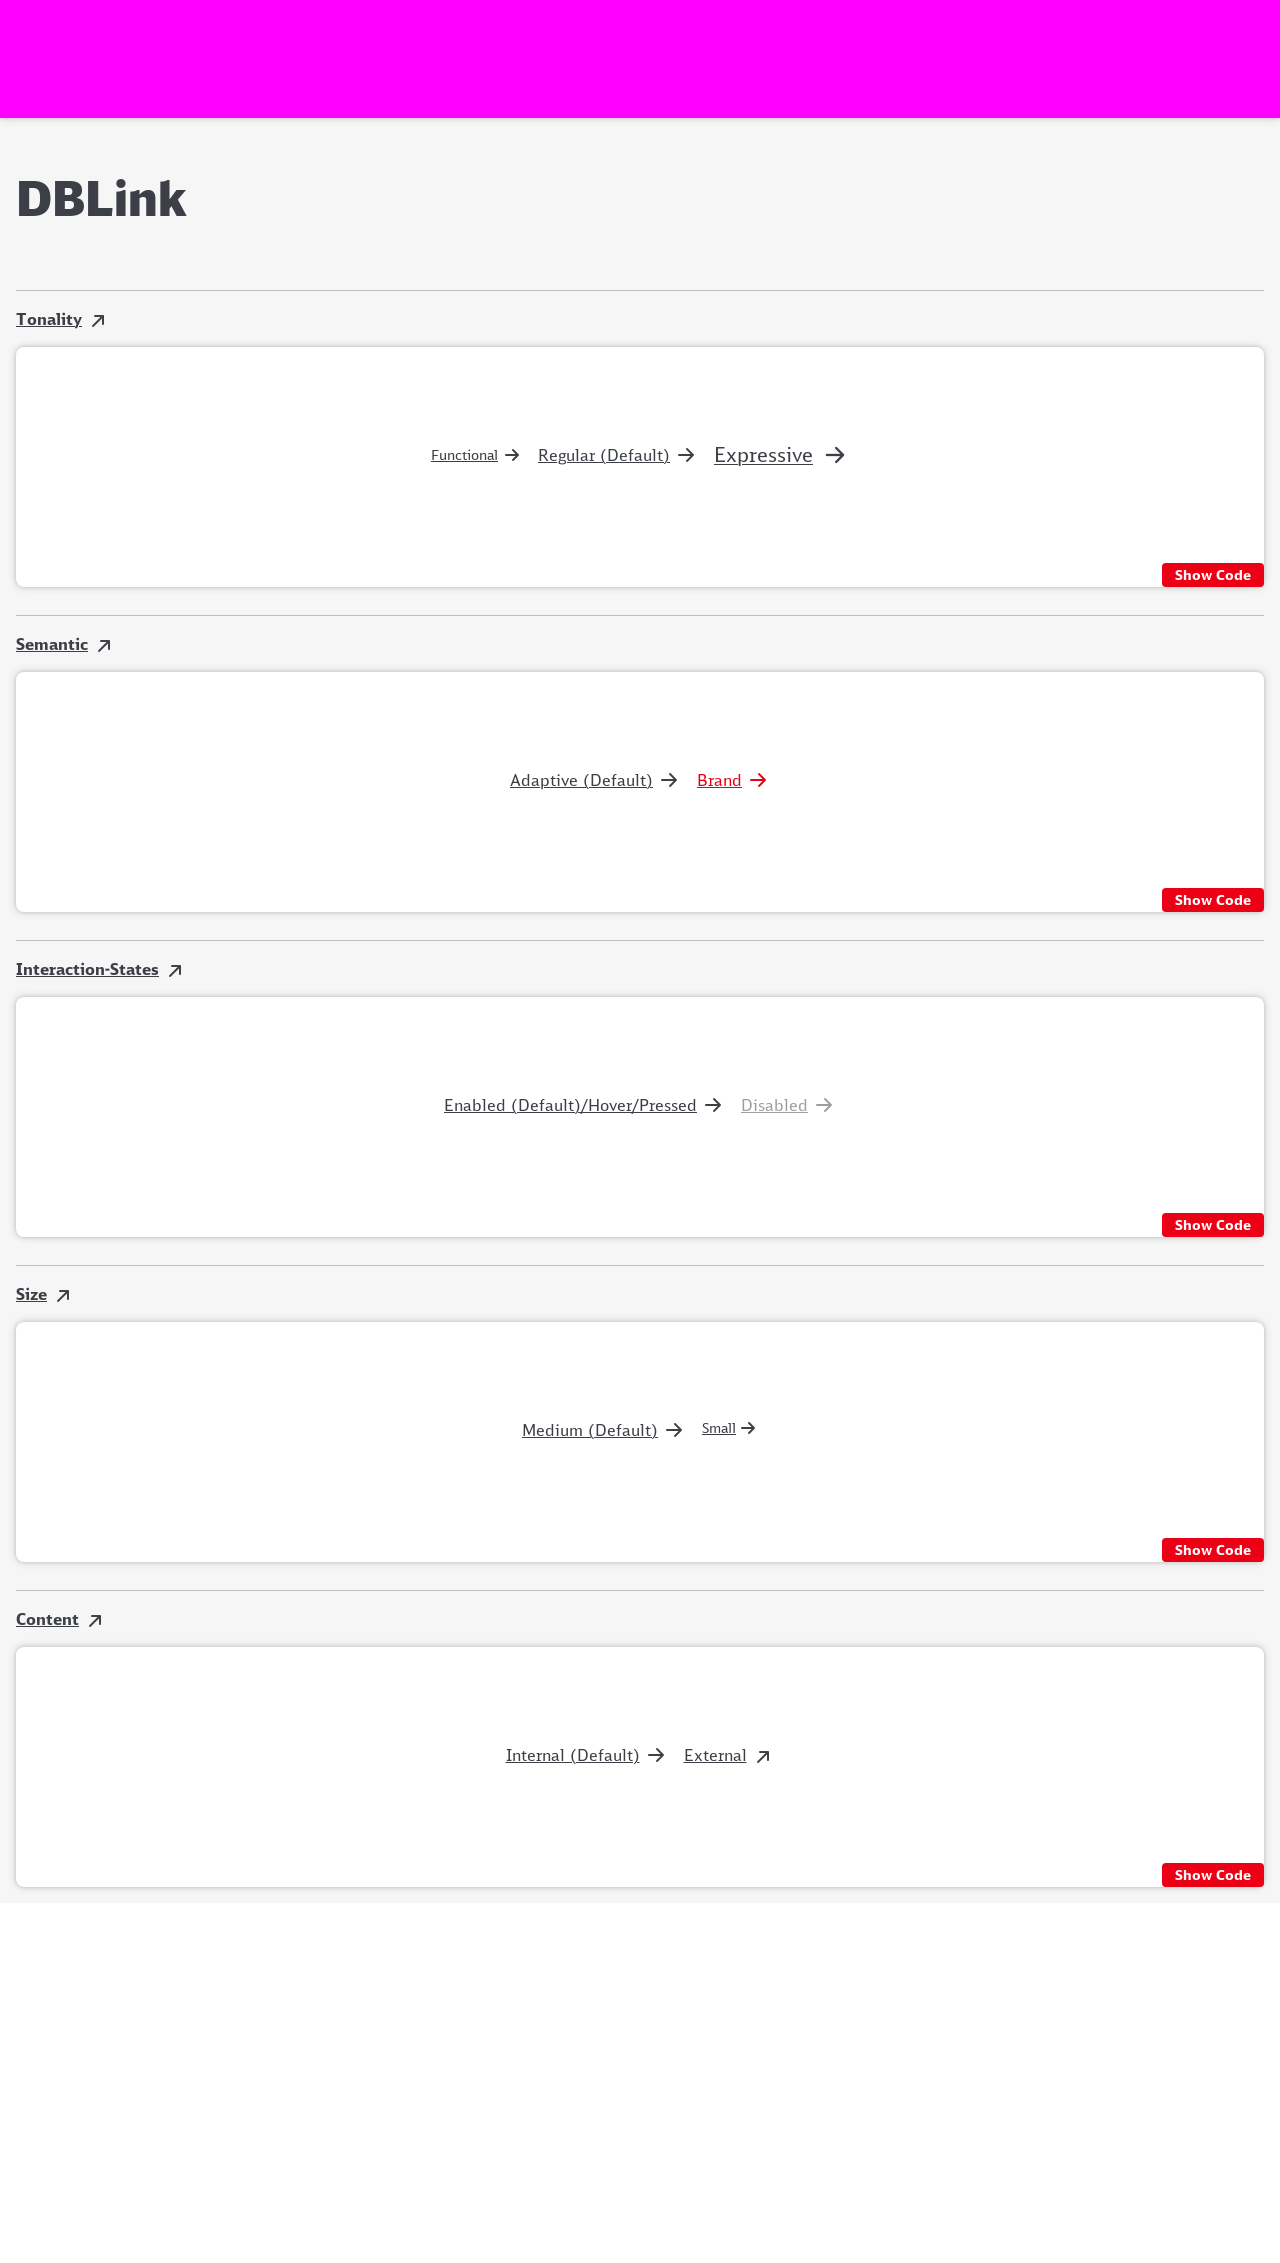 DBLink
Tonality
Functional Regular (Default) Expressive
Show Code
Semantic
Adaptive (Default) Brand
Show Code
Interaction-States
Enabled (Default)/Hover/Pressed Disabled
Show Code
Size
Medium (Default) Small
Show Code
Content
Internal (Default) External
Show Code